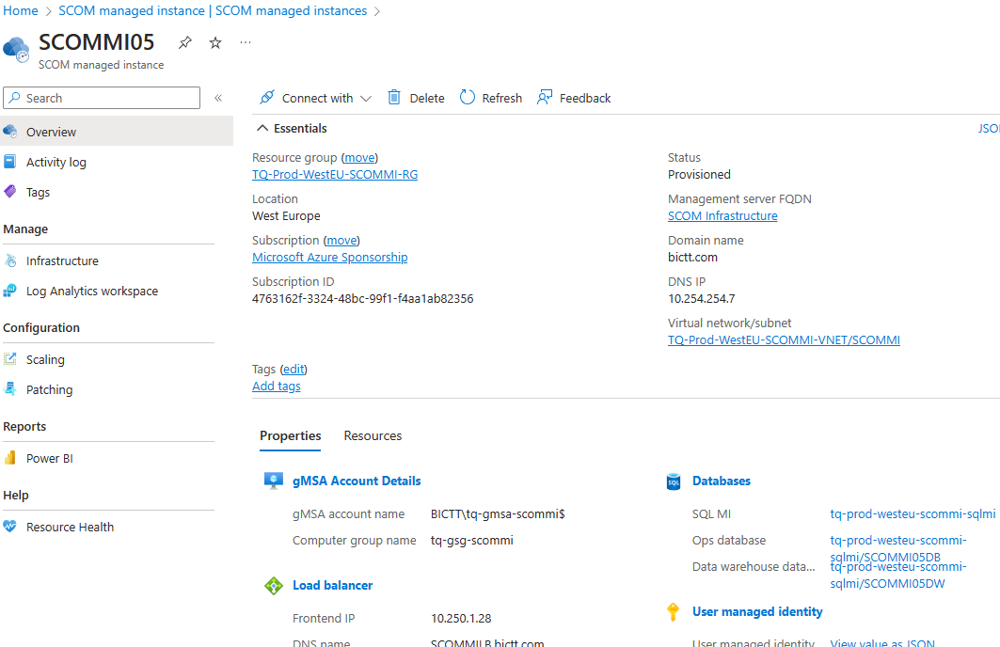 Home > SCOM managed instance | SCOM managed instances >
SCOMMI05 ...
SCOM managed instance
Search «
Overview
Activity log
Tags
Manage
Infrastructure
Log Analytics workspace
Configuration
Scaling
Patching
Reports
Power BI
Help
Resource Health
Connect with Delete Refresh Feedback
Essentials
Resource group (move)
TQ-Prod-WestEU-SCOMMI-RG
Location
West Europe
Subscription (move)
Microsoft Azure Sponsorship
Subscription ID
4763162f-3324-48bc-99f1-f4aa1ab82356
Status
Provisioned
Management server FQDN
SCOM Infrastructure
Domain name
bictt.com
DNS IP
10.254.254.7
Virtual network/subnet
TQ-Prod-WestEU-SCOMMI-VNET/SCOMMI
Tags (edit)
Add tags
Properties Resources
gMSA Account Details
gMSA account name BICTT\tq-gmsa-scommi$
Computer group name tq-gsg-scommi
Load balancer
Frontend IP 10.250.1.28
DNS name SCOMMILB.bictt.com
Databases
SQL MI tq-prod-westeu-scommi-sqlmi
Ops database tq-prod-westeu-scommi-
sqlmi/SCOMMI05DB
Data warehouse data... tq-prod-westeu-scommi-
sqlmi/SCOMMI05DW
User managed identity
User managed identity View value as JSON